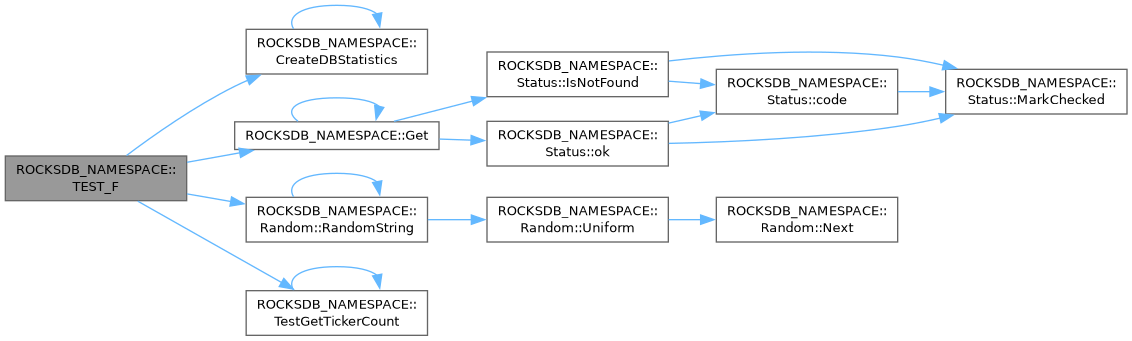 ROCKSDB_NAMESPACE::
TEST_F
ROCKSDB_NAMESPACE::
CreateDBStatistics
ROCKSDB_NAMESPACE::Get
ROCKSDB_NAMESPACE::
Status::IsNotFound
ROCKSDB_NAMESPACE::
Status::code
ROCKSDB_NAMESPACE::
Status::MarkChecked
ROCKSDB_NAMESPACE::
Status::ok
ROCKSDB_NAMESPACE::
Random::RandomString
ROCKSDB_NAMESPACE::
Random::Uniform
ROCKSDB_NAMESPACE::
Random::Next
ROCKSDB_NAMESPACE::
TestGetTickerCount